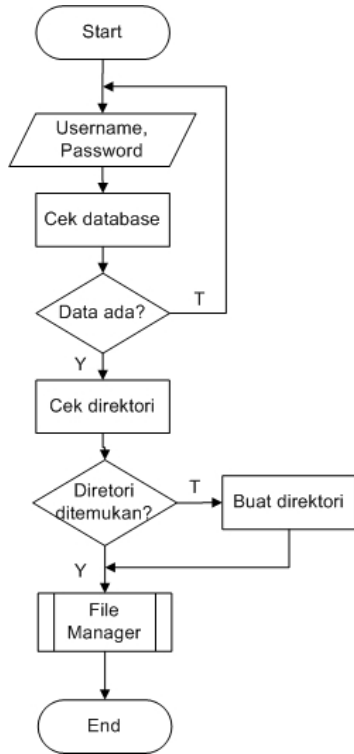 Start
Username,
Password
Cek database
Data ada?
T
Y
Cek direktori
Diretori
ditemukan?
T
Buat direktori
Y
File
Manager
End